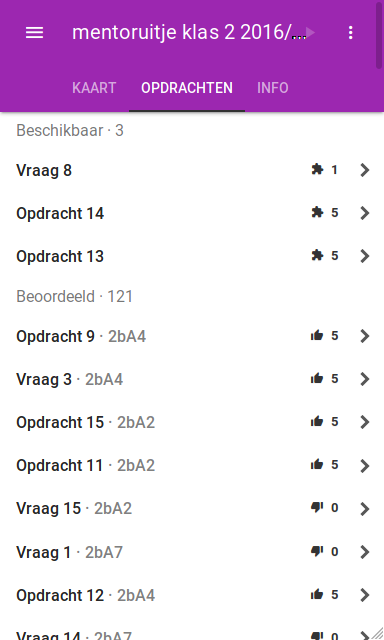 mentoruitje klas 2 2016/...
KAART OPDRACHTEN INFO
Beschikbaar · 3
Vraag 8 1
Opdracht 14 5
Opdracht 13 5
Beoordeeld · 121
Opdracht 9 · 2bA4 5
Vraag 3 · 2bA4 5
Opdracht 15 · 2bA2 5
Opdracht 11 · 2bA2 5
Vraag 15 · 2bA2 0
Vraag 1 · 2bA7 0
Opdracht 12 · 2bA4 5
Vraag 14 · 2bA7 0